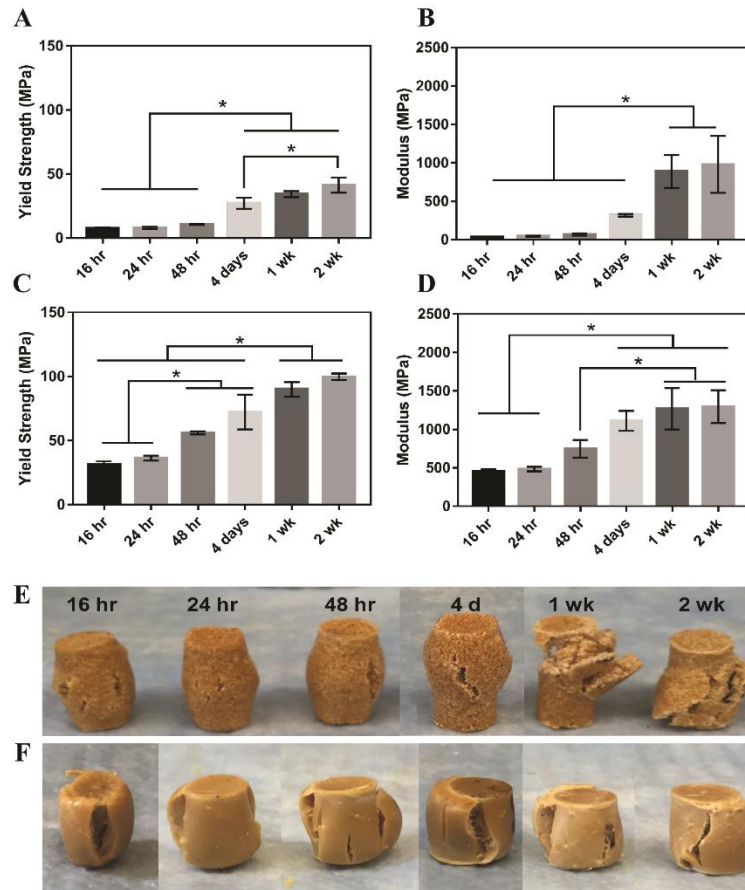 A
Yield Strength (MPa)
150
100
50
0
*
*
16 hr
24 hr
48 hr
4 days
1 wk
2 wk
B
Modulus (MPa)
2500
2000
1500
1000
500
0
*
16 hr
24 hr
48 hr
4 days
1 wk
2 wk
C
Yield Strength (MPa)
150
100
50
0
*
*
16 hr
24 hr
48 hr
4 days
1 wk
2 wk
D
Modulus (MPa)
2500
2000
1500
1000
500
0
*
*
16 hr
24 hr
48 hr
4 days
1 wk
2 wk
E
16 hr 24 hr 48 hr 4 d 1 wk 2 wk
F